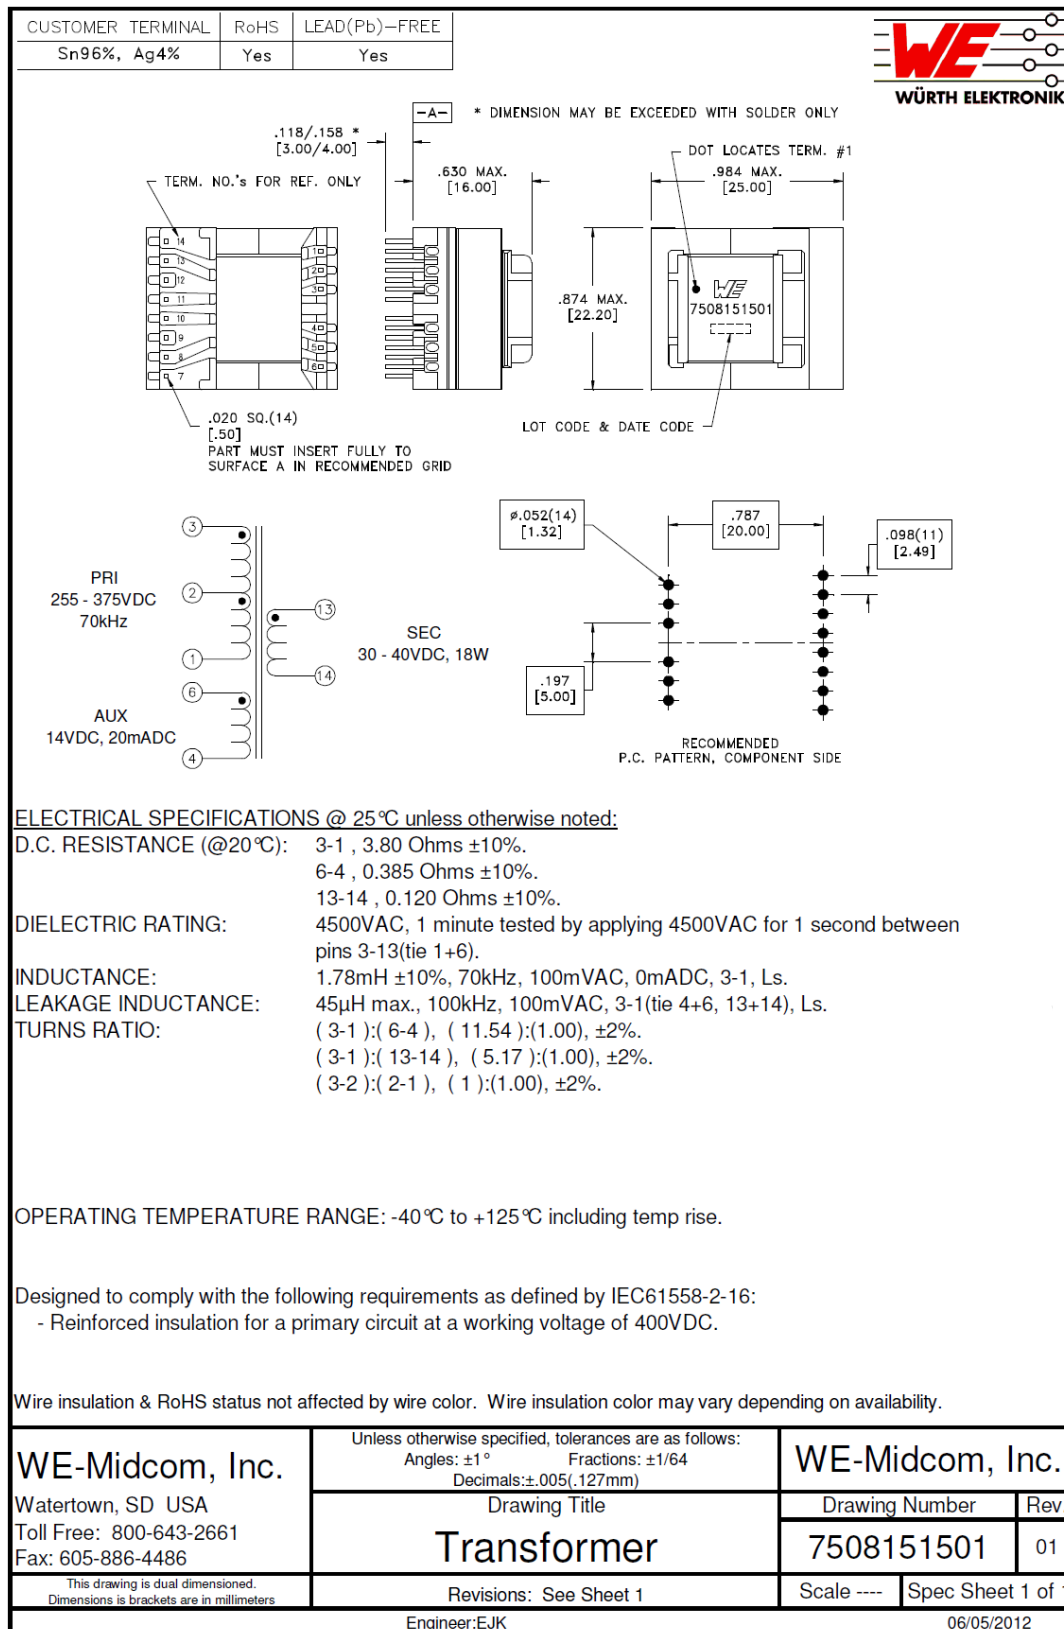 CUSTOMER TERMINAL RoHS LEAD(Pb)-FREE
Sn96%, Ag4% Yes Yes
WE
WÜRTH ELEKTRONIK
-A- * DIMENSION MAY BE EXCEEDED WITH SOLDER ONLY
.118/.158 *
[3.00/4.00]
DOT LOCATES TERM. #1
TERM. NO.'s FOR REF. ONLY
.630 MAX.
[16.00]
.984 MAX.
[25.00]
14
13
12
11
10
9
8
7
1
2
3
4
5
6
.874 MAX.
[22.20]
WE
7508151501
.020 SQ.(14)
[.50]
PART MUST INSERT FULLY TO
SURFACE A IN RECOMMENDED GRID
LOT CODE & DATE CODE
3
PRI
255 - 375VDC
70kHz
2
1
6
AUX
14VDC, 20mADC
4
13
SEC
30 - 40VDC, 18W
14
ø.052(14)
[1.32]
.787
[20.00]
.098(11)
[2.49]
.197
[5.00]
RECOMMENDED
P.C. PATTERN, COMPONENT SIDE
ELECTRICAL SPECIFICATIONS @ 25°C unless otherwise noted:
D.C. RESISTANCE (@20°C): 3-1 , 3.80 Ohms ±10%.
6-4 , 0.385 Ohms ±10%.
13-14 , 0.120 Ohms ±10%.
DIELECTRIC RATING: 4500VAC, 1 minute tested by applying 4500VAC for 1 second between
pins 3-13(tie 1+6).
INDUCTANCE: 1.78mH ±10%, 70kHz, 100mVAC, 0mADC, 3-1, Ls.
LEAKAGE INDUCTANCE: 45µH max., 100kHz, 100mVAC, 3-1(tie 4+6, 13+14), Ls.
TURNS RATIO: ( 3-1 ):( 6-4 ), ( 11.54 ):(1.00), ±2%.
( 3-1 ):( 13-14 ), ( 5.17 ):(1.00), ±2%.
( 3-2 ):( 2-1 ), ( 1 ):(1.00), ±2%.
OPERATING TEMPERATURE RANGE: -40°C to +125°C including temp rise.
Designed to comply with the following requirements as defined by IEC61558-2-16:
- Reinforced insulation for a primary circuit at a working voltage of 400VDC.
Wire insulation & RoHS status not affected by wire color. Wire insulation color may vary depending on availability.
WE-Midcom, Inc.
Watertown, SD USA
Toll Free: 800-643-2661
Fax: 605-886-4486
This drawing is dual dimensioned.
Dimensions is brackets are in millimeters
Unless otherwise specified, tolerances are as follows:
Angles: ±1° Fractions: ±1/64
Decimals:±.005(.127mm)
Drawing Title
Transformer
Revisions: See Sheet 1
WE-Midcom, Inc.
Drawing Number Rev
7508151501 01
Scale ---- Spec Sheet 1 of
Engineer:EJK 06/05/2012